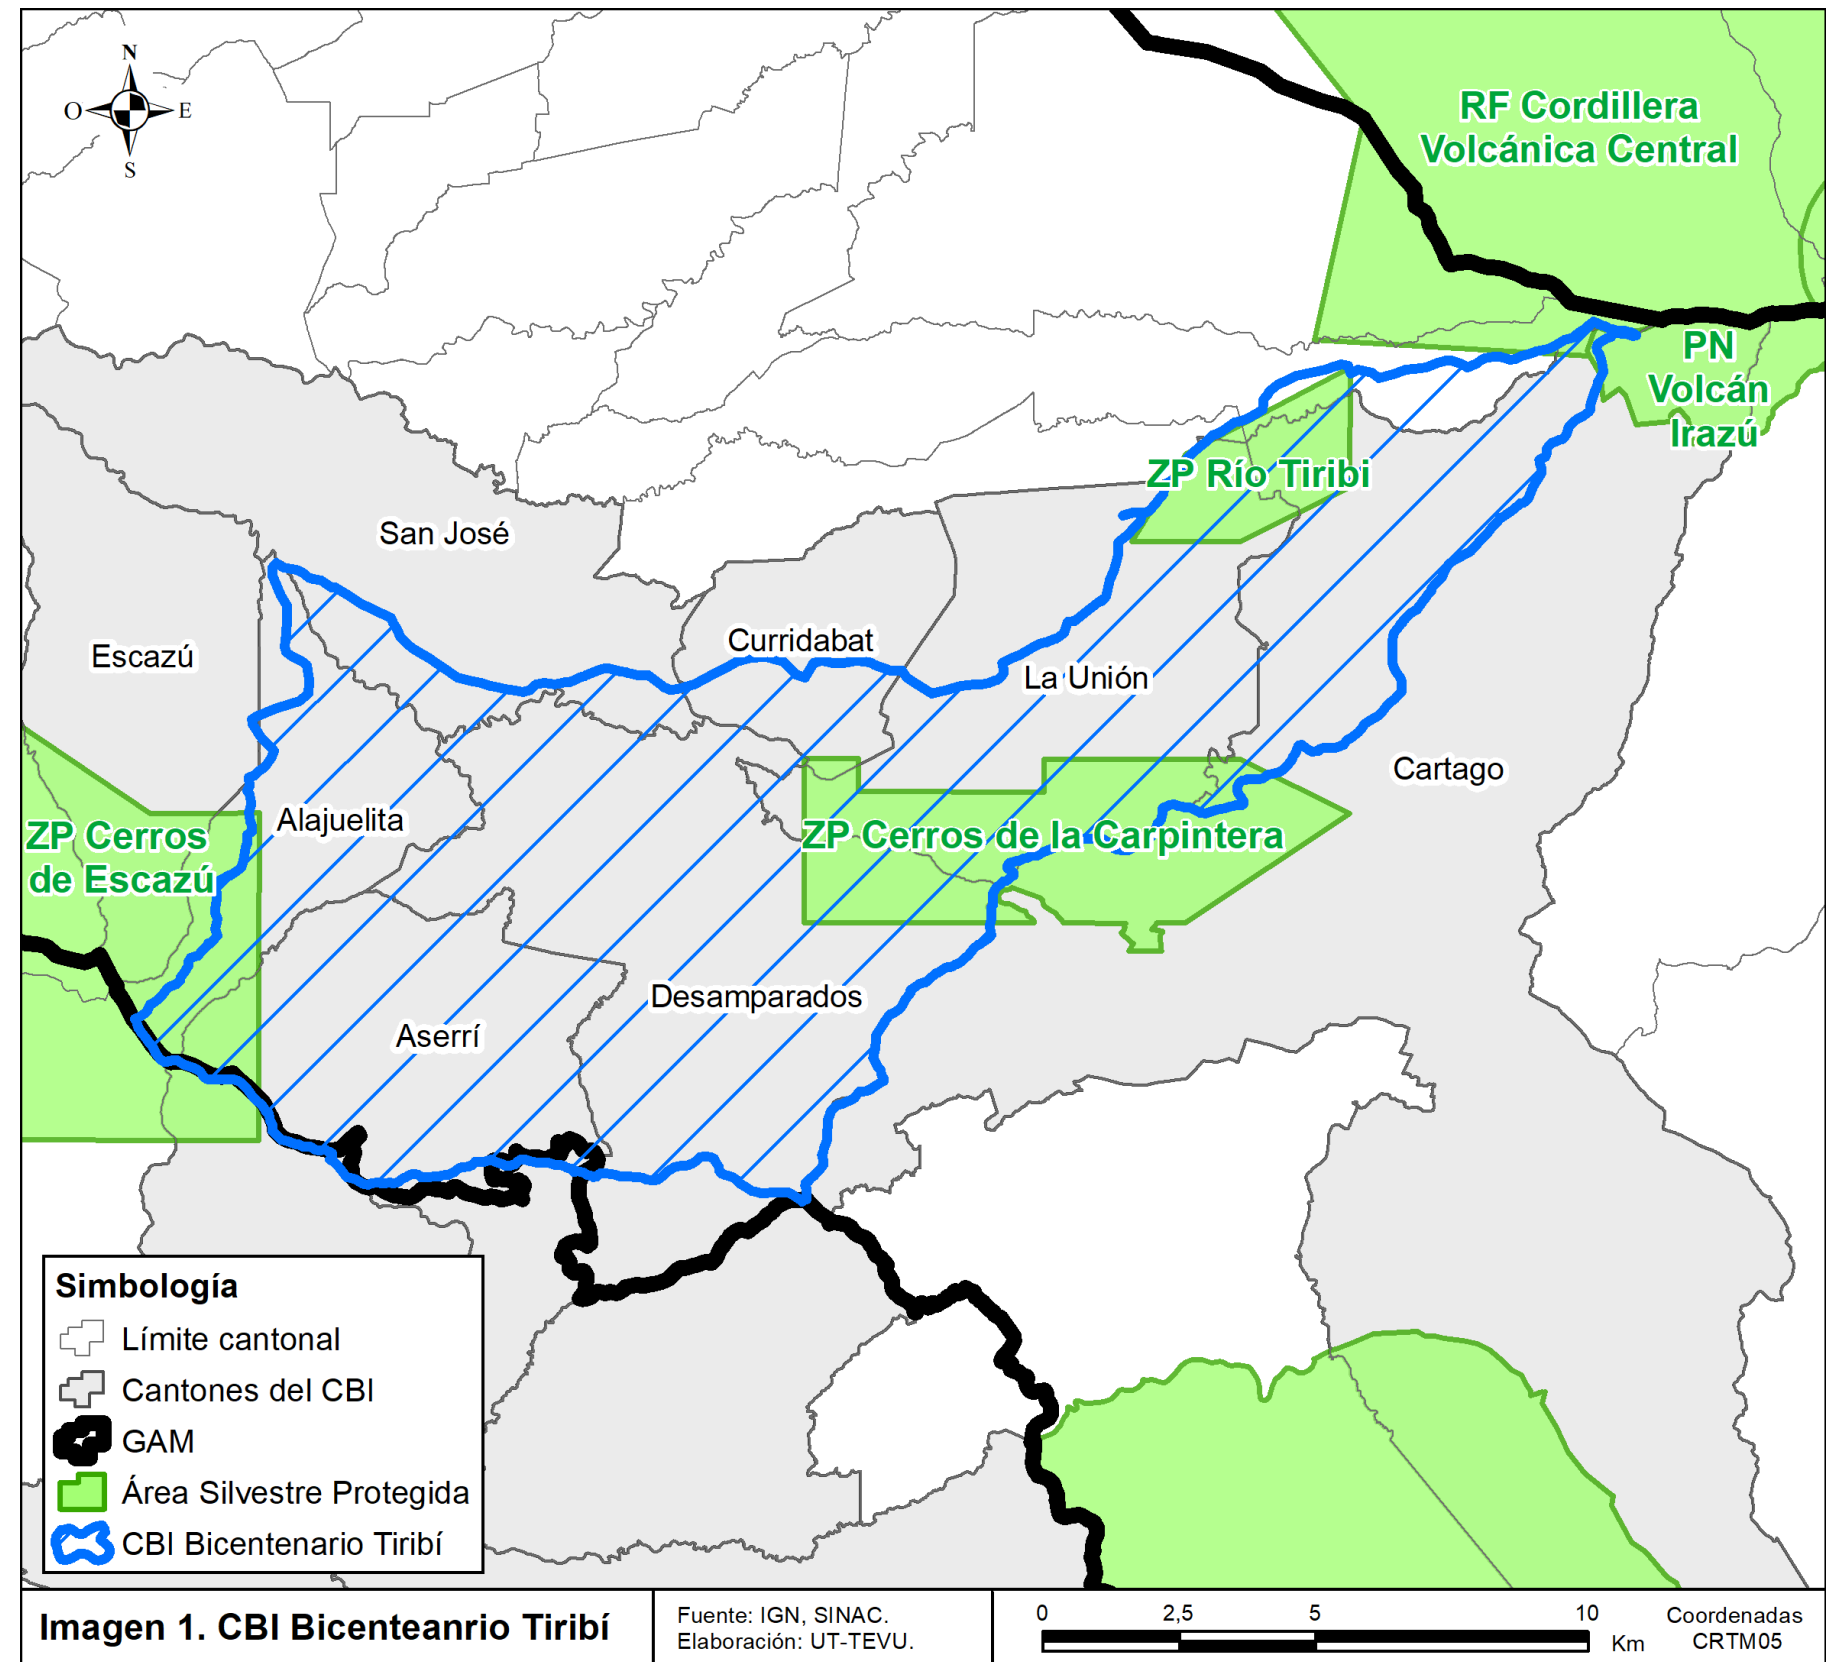 N
O
E
S
RF Cordillera
Volcánica Central
PN
Volcán
Irazú
ZP Río Tiribi
San José
Curridabat
Escazú
La Unión
Cartago
Alajuelita
ZP Cerros
de Escazú
ZP Cerros de la Carpintera
Desamparados
Aserrí
Simbología
Límite cantonal
Cantones del CBI
GAM
Área Silvestre Protegida
CBI Bicentenario Tiribí
Imagen 1. CBI Bicenteanrio Tiribí
Fuente: IGN, SINAC.
Elaboración: UT-TEVU.
0 2,5 5 10
Km
Coordenadas
CRTM05